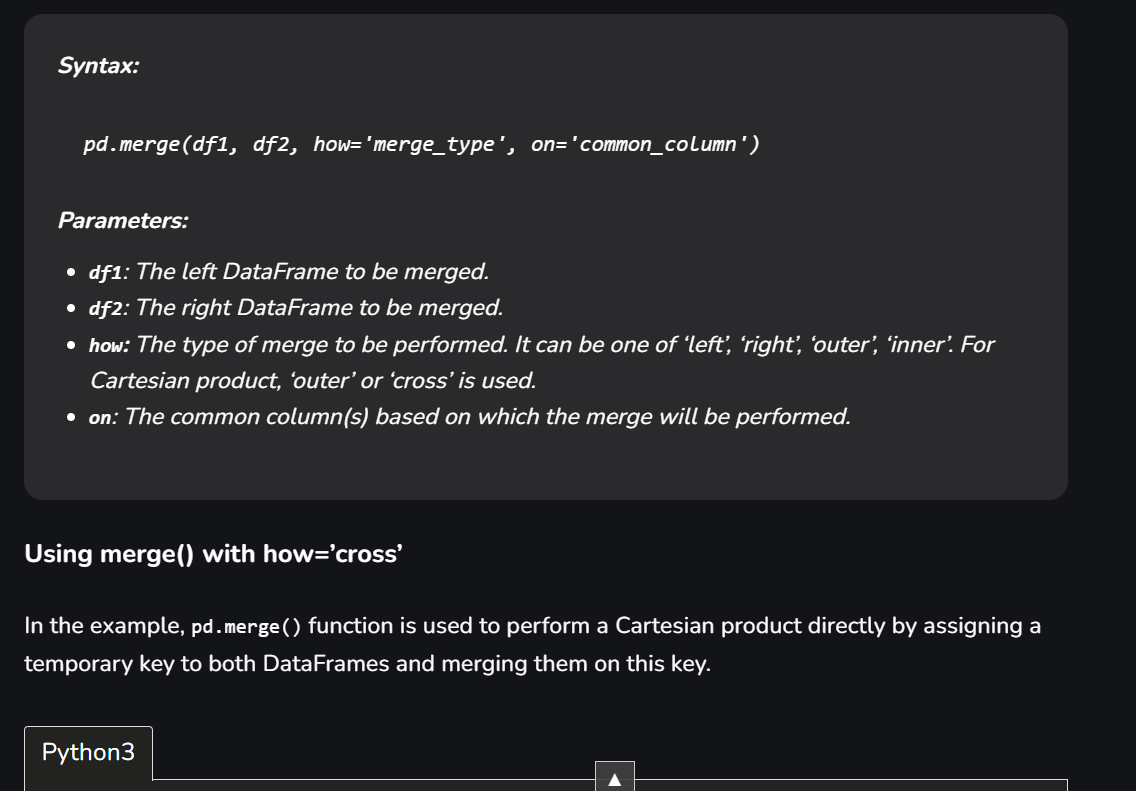 Syntax:
pd.merge(df1, df2, how='merge_type', on='common_column')
Parameters:
• df1: The left DataFrame to be merged.
• df2: The right DataFrame to be merged.
• how: The type of merge to be performed. It can be one of ‘left’, ‘right’, ‘outer’, ‘inner’. For
Cartesian product, ‘outer’ or ‘cross’ is used.
• on: The common column(s) based on which the merge will be performed.
Using merge() with how=’cross’
In the example, pd.merge() function is used to perform a Cartesian product directly by assigning a
temporary key to both DataFrames and merging them on this key.
Python3